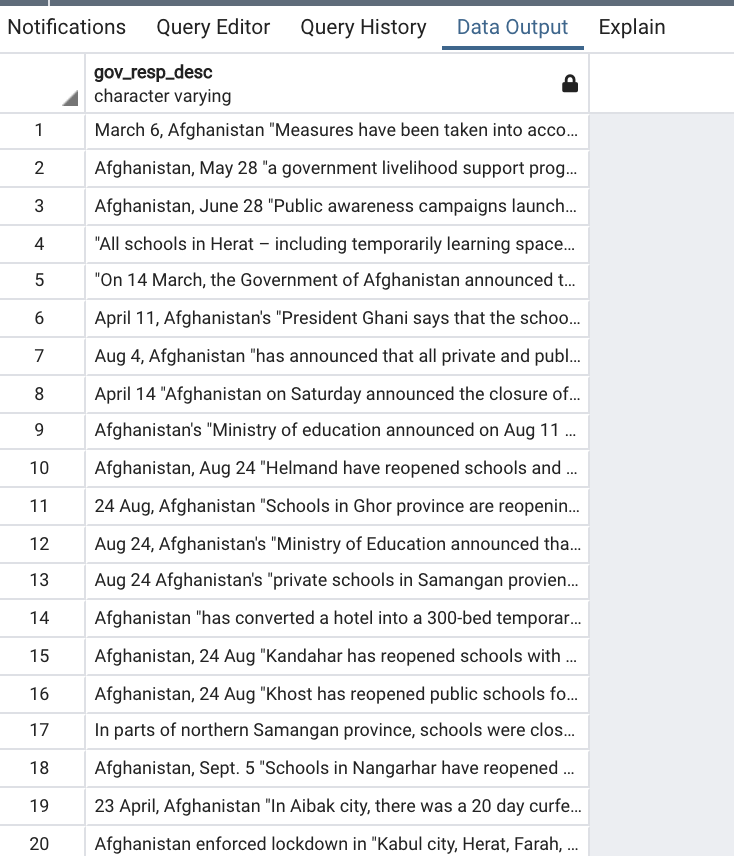 Notifications Query Editor Query History Data Output Explain
gov_resp_desc
character varying
1 March 6, Afghanistan "Measures have been taken into acco...
2 Afghanistan, May 28 "a government livelihood support prog...
3 Afghanistan, June 28 "Public awareness campaigns launch...
4 "All schools in Herat – including temporarily learning space...
5 "On 14 March, the Government of Afghanistan announced t...
6 April 11, Afghanistan's "President Ghani says that the schoo...
7 Aug 4, Afghanistan "has announced that all private and publ...
8 April 14 "Afghanistan on Saturday announced the closure of...
9 Afghanistan's "Ministry of education announced on Aug 11 ...
10 Afghanistan, Aug 24 "Helmand have reopened schools and ...
11 24 Aug, Afghanistan "Schools in Ghor province are reopenin...
12 Aug 24, Afghanistan's "Ministry of Education announced tha...
13 Aug 24 Afghanistan's "private schools in Samangan provien...
14 Afghanistan "has converted a hotel into a 300-bed temporar...
15 Afghanistan, 24 Aug "Kandahar has reopened schools with ...
16 Afghanistan, 24 Aug "Khost has reopened public schools fo...
17 In parts of northern Samangan province, schools were clos...
18 Afghanistan, Sept. 5 "Schools in Nangarhar have reopened ...
19 23 April, Afghanistan "In Aibak city, there was a 20 day curfe...
20 Afghanistan enforced lockdown in "Kabul city, Herat, Farah, ...